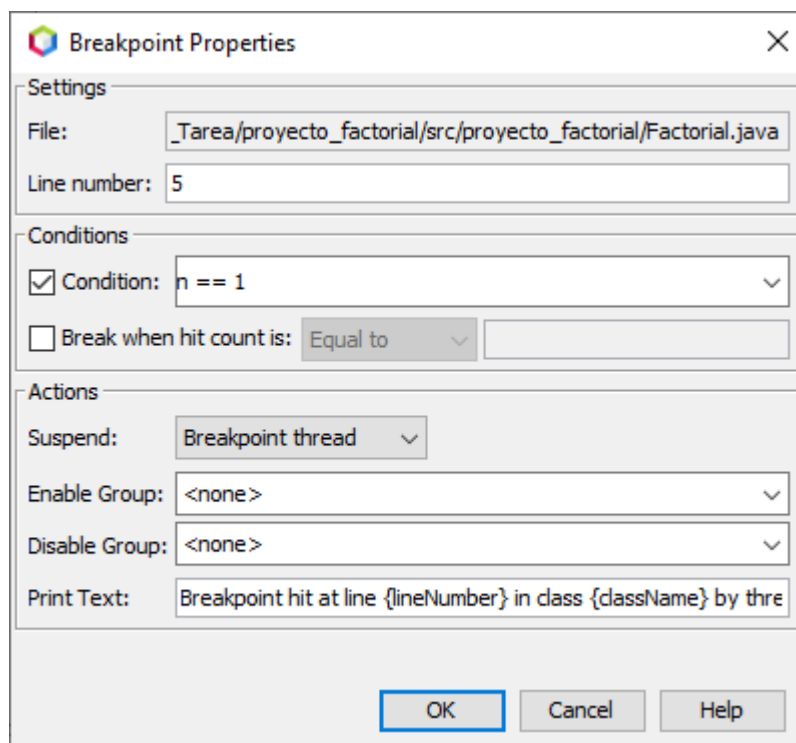 Breakpoint Properties
Settings
File: _Tarea/proyecto_factorial/src/proyecto_factorial/Factorial.java
Line number: 5
Conditions
Condition: n == 1
Break when hit count is: Equal to
Actions
Suspend: Breakpoint thread
Enable Group: <none>
Disable Group: <none>
Print Text: Breakpoint hit at line {lineNumber} in class {className} by thre
OK Cancel Help